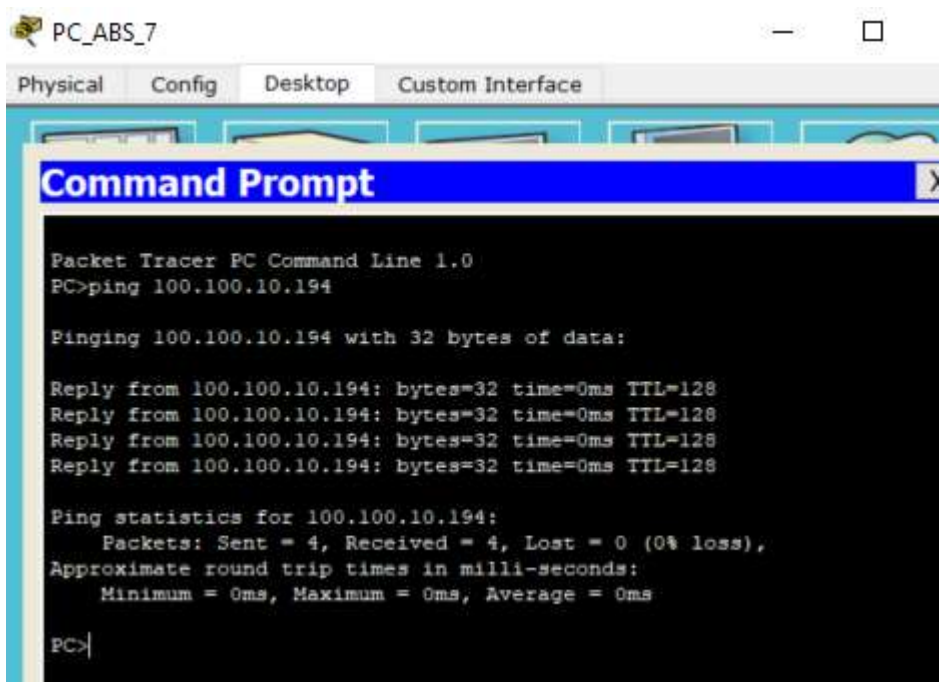 PC_ABS_7
Physical Config Desktop Custom Interface
Command Prompt
X
Packet Tracer PC Command Line 1.0
PC>ping 100.100.10.194
Pinging 100.100.10.194 with 32 bytes of data:
Reply from 100.100.10.194: bytes=32 time=0ms TTL=128
Reply from 100.100.10.194: bytes=32 time=0ms TTL=128
Reply from 100.100.10.194: bytes=32 time=0ms TTL=128
Reply from 100.100.10.194: bytes=32 time=0ms TTL=128
Ping statistics for 100.100.10.194:
Packets: Sent = 4, Received = 4, Lost = 0 (0% loss),
Approximate round trip times in milli-seconds:
Minimum = 0ms, Maximum = 0ms, Average = 0ms
PC>